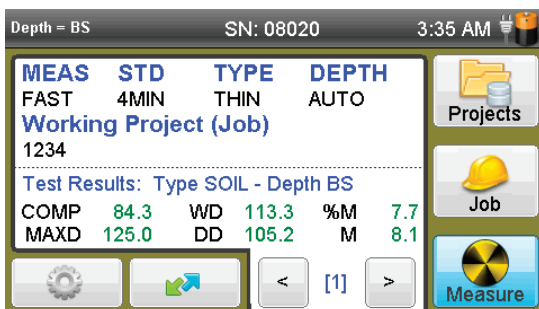 Depth = BS SN: 08020 3:35 AM
MEAS STD TYPE DEPTH
FAST 4MIN THIN AUTO
Working Project (Job)
1234
Test Results: Type SOIL - Depth BS
COMP 84.3 WD 113.3 %M 7.7
MAXD 125.0 DD 105.2 M 8.1
< [1] >
Projects
Job
Measure